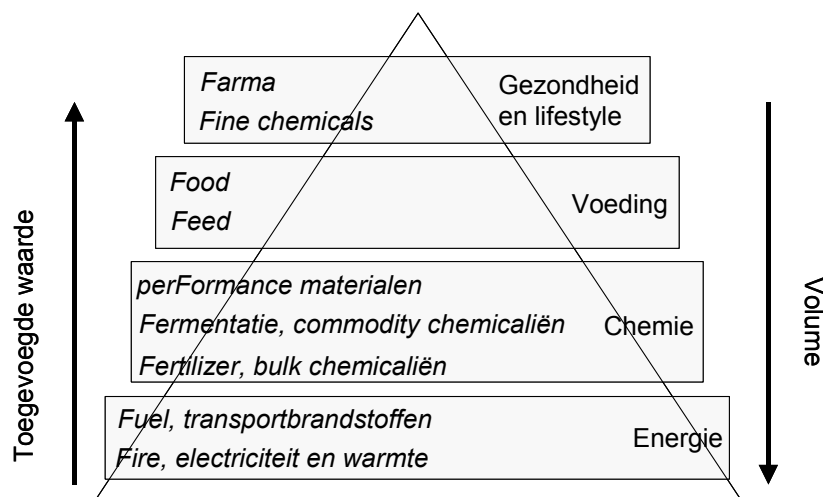 Farma
Fine chemicals
Gezondheid
en lifestyle
Food
Feed
Voeding
perFormance materialen
Fermentatie, commodity chemicaliën
Fertilizer, bulk chemicaliën
Chemie
Fuel, transportbrandstoffen
Fire, electriciteit en warmte
Energie
Toegevoegde waarde
Volume